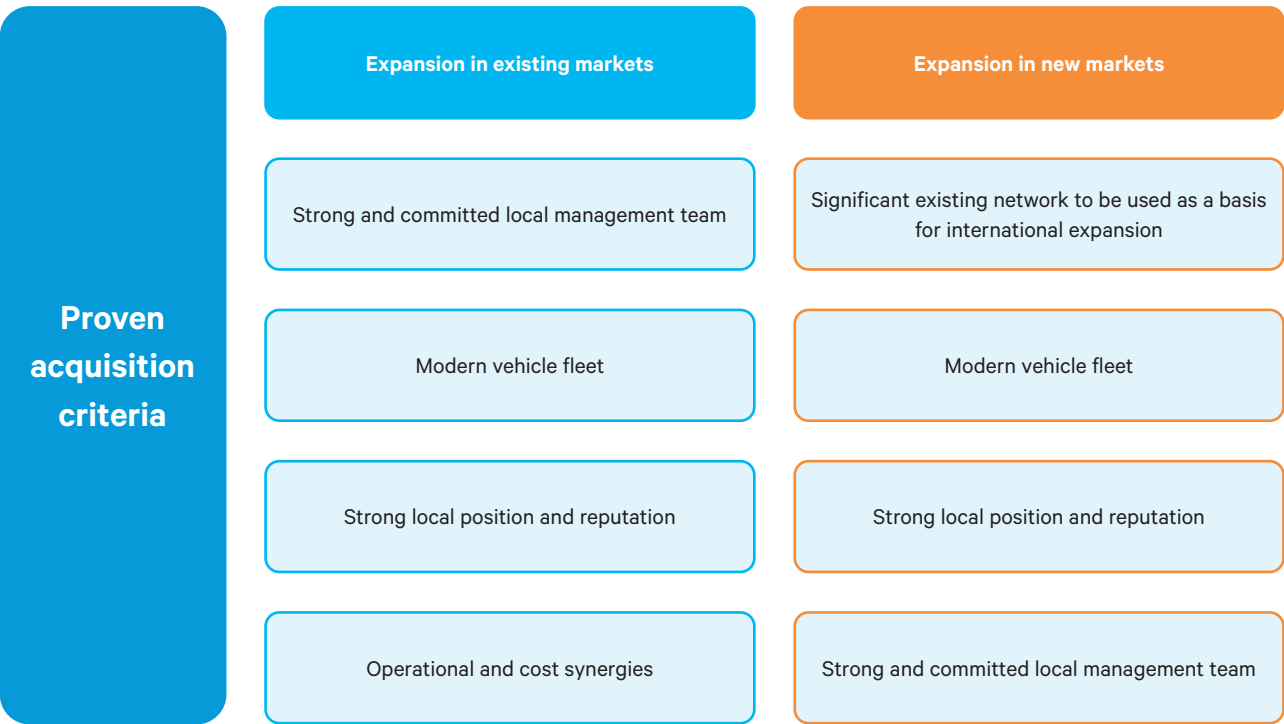 Proven
acquisition
criteria
Expansion in existing markets
Strong and committed local management team
Modern vehicle fleet
Strong local position and reputation
Operational and cost synergies
Expansion in new markets
Significant existing network to be used as a basis
for international expansion
Modern vehicle fleet
Strong local position and reputation
Strong and committed local management team